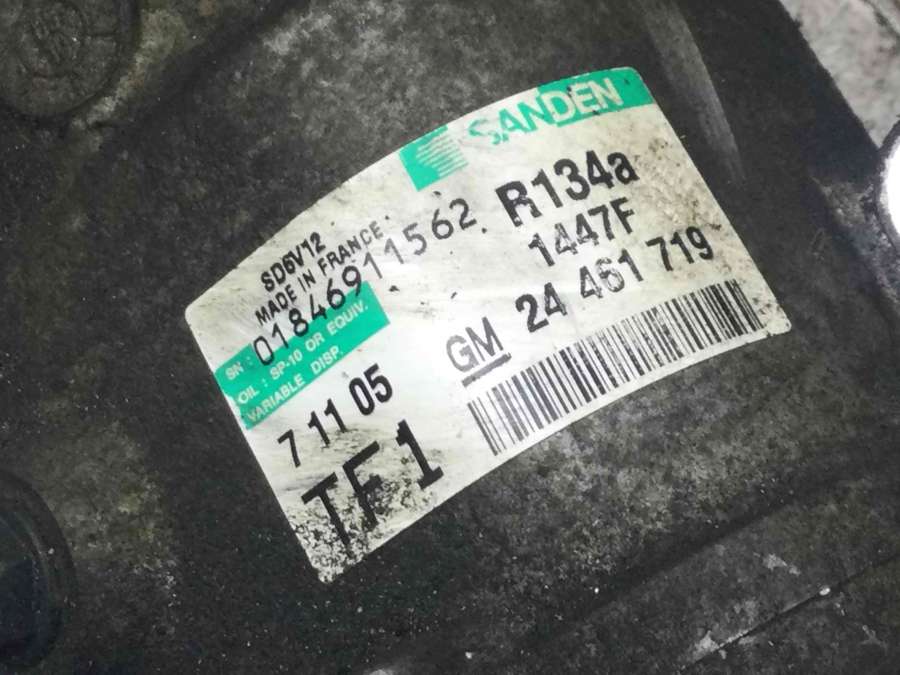 SANDEN
R134a
1447F
SD6V12
MADE IN FRANCE
SN : 01846911562
OIL : SP-10 OR EQUIV.
VARIABLE DISP.
GM 24 461 719
7 11 05
TF1